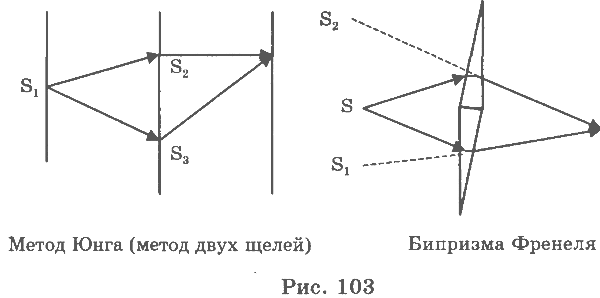 S₁
S₂
S₃
S₂
S
S₁
Метод Юнга (метод двух щелей)
Бипризма Френеля
Рис. 103